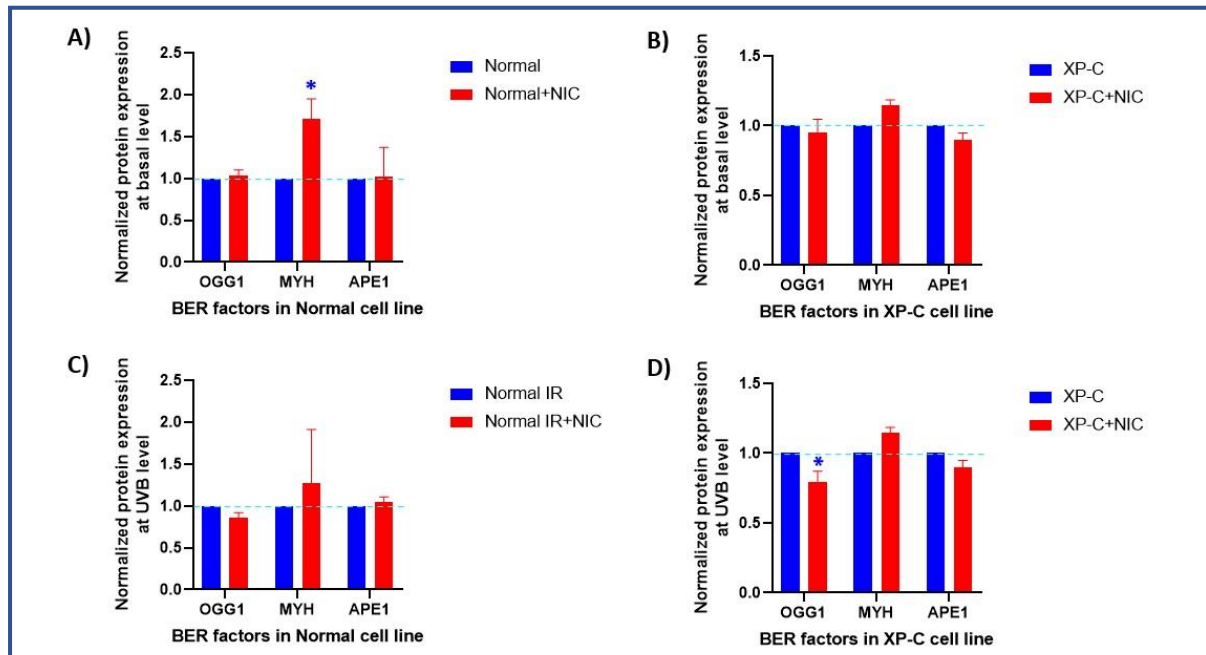 A)
Normalized protein expression
at basal level
2.5
2.0
1.5
1.0
0.5
0.0
*
OGG1 MYH APE1
BER factors in Normal cell line
Normal
Normal+NIC
B)
Normalized protein expression
at basal level
1.5
1.0
0.5
0.0
OGG1 MYH APE1
BER factors in XP-C cell line
XP-C
XP-C+NIC
C)
Normalized protein expression
at UVB level
2.5
2.0
1.5
1.0
0.5
0.0
OGG1 MYH APE1
BER factors in Normal cell line
Normal IR
Normal IR+NIC
D)
Normalized protein expression
at UVB level
1.5
1.0
0.5
0.0
*
OGG1 MYH APE1
BER factors in XP-C cell line
XP-C
XP-C+NIC